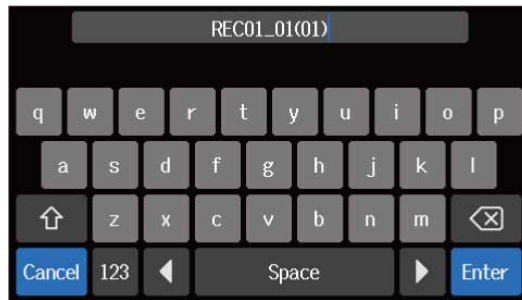 REC01_01(01)
q w e r t y u i o p
a s d f g h j k l
z x c v b n m
Cancel 123 Space Enter